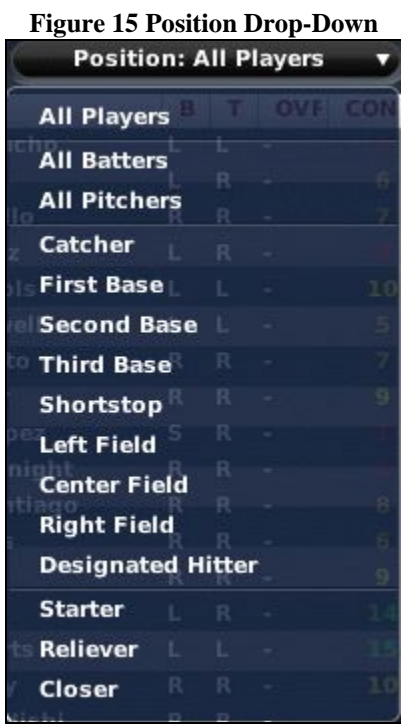 Figure 15 Position Drop-Down
Position: All Players ▼
All Players
All Batters
All Pitchers
Catcher
First Base
Second Base
Third Base
Shortstop
Left Field
Center Field
Right Field
Designated Hitter
Starter
Reliever
Closer